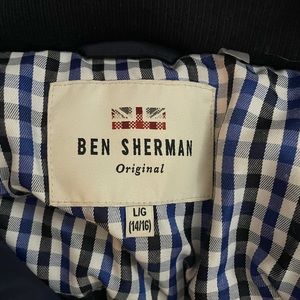 BEN SHERMAN
Original
L/G
(14/16)